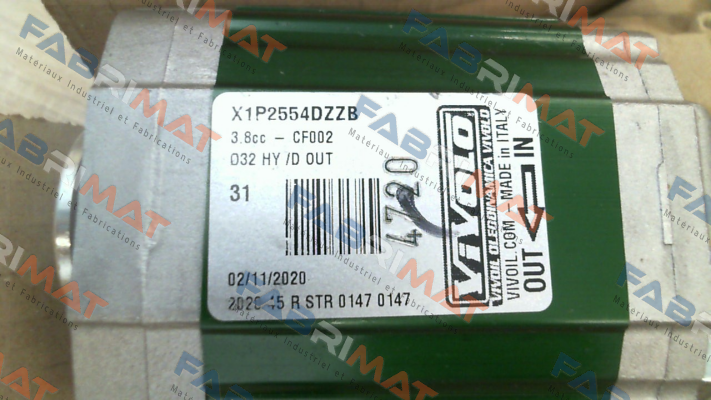 X1P2554DZZB
3.8cc - CF002
O32 HY /D OUT
31
4720
02/11/2020
2020 45 R STR 0147 0147
VIVOLO
VIVOIL OLEODINAMICA VIVOLO
VIVOIL.COM - MADE in ITALY
OUT IN
FABRIMAT
Materiaux Industriel et Fabrications